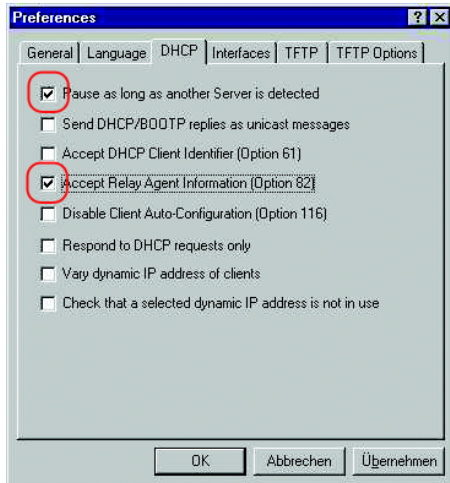 Preferences
General Language DHCP Interfaces TFTP TFTP Options
Pause as long as another Server is detected
Send DHCP/BOOTP replies as unicast messages
Accept DHCP Client Identifier (Option 61)
Accept Relay Agent Information (Option 82)
Disable Client Auto-Configuration (Option 116)
Respond to DHCP requests only
Vary dynamic IP address of clients
Check that a selected dynamic IP address is not in use
OK Abbrechen Übernehmen